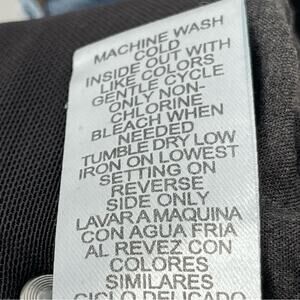 MACHINE WASH
COLD
INSIDE OUT WITH
LIKE COLORS
GENTLE CYCLE
ONLY NON-
CHLORINE
BLEACH WHEN
NEEDED
TUMBLE DRY LOW
IRON ON LOWEST
SETTING ON
REVERSE
SIDE ONLY
LAVAR A MAQUINA
CON AGUA FRIA
AL REVEZ CON
COLORES
SIMILARES
CICLO DELICADO